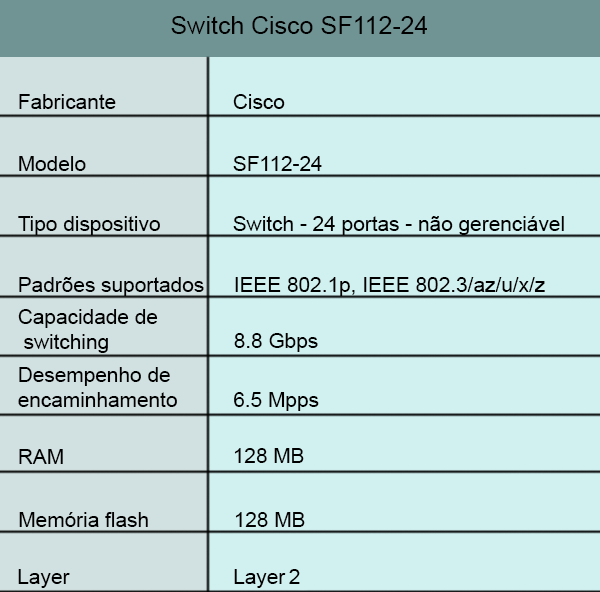 Switch Cisco SF112-24
Fabricante Cisco
Modelo SF112-24
Tipo dispositivo Switch - 24 portas - não gerenciável
Padrões suportados IEEE 802.1p, IEEE 802.3/az/u/x/z
Capacidade de
switching 8.8 Gbps
Desempenho de
encaminhamento 6.5 Mpps
RAM 128 MB
Memória flash 128 MB
Layer Layer 2